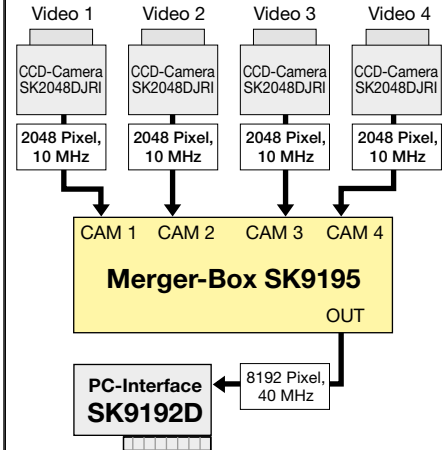 Video 1 Video 2 Video 3 Video 4
CCD-Camera CCD-Camera CCD-Camera CCD-Camera
SK2048DJRI SK2048DJRI SK2048DJRI SK2048DJRI
2048 Pixel, 2048 Pixel, 2048 Pixel, 2048 Pixel,
10 MHz 10 MHz 10 MHz 10 MHz
CAM 1 CAM 2 CAM 3 CAM 4
Merger-Box SK9195
OUT
8192 Pixel,
40 MHz
PC-Interface
SK9192D